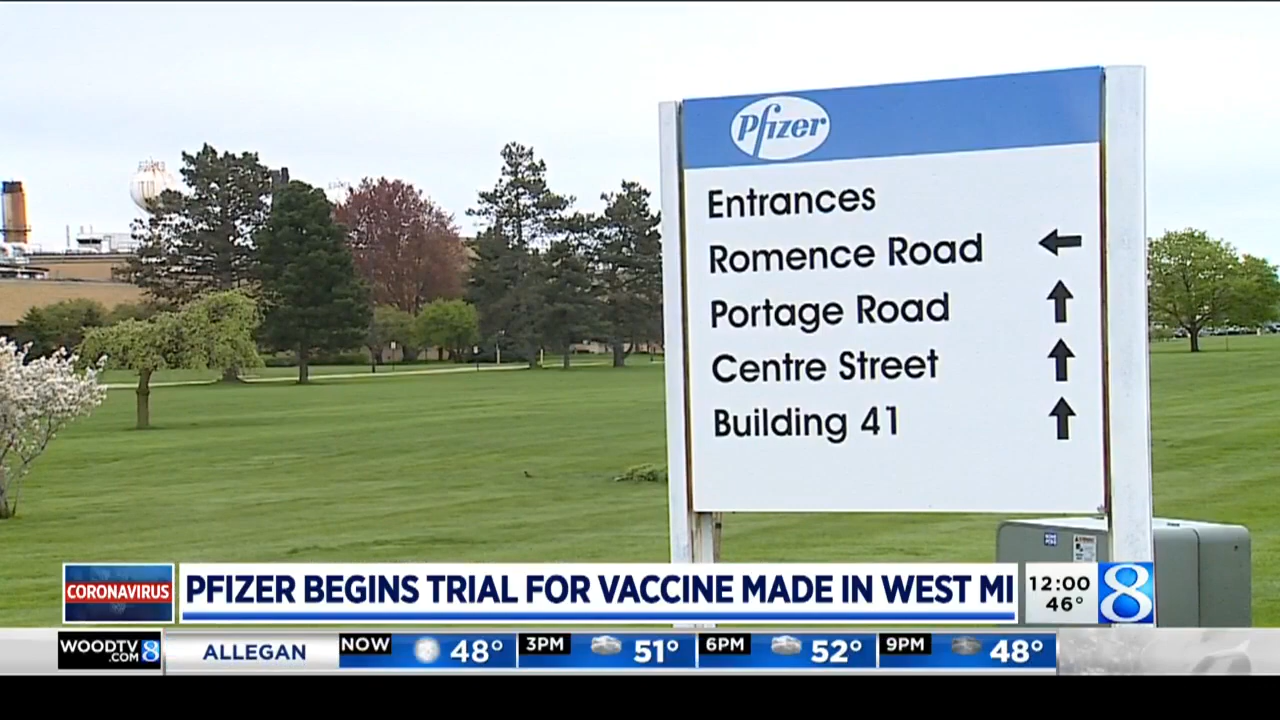 Pfizer
Entrances
Romence Road
Portage Road
Centre Street
Building 41
CORONAVIRUS
PFIZER BEGINS TRIAL FOR VACCINE MADE IN WEST MI
12:00
46°
8
WOODTV
.COM 8
ALLEGAN
NOW 48°
3PM 51°
6PM 52°
9PM 48°